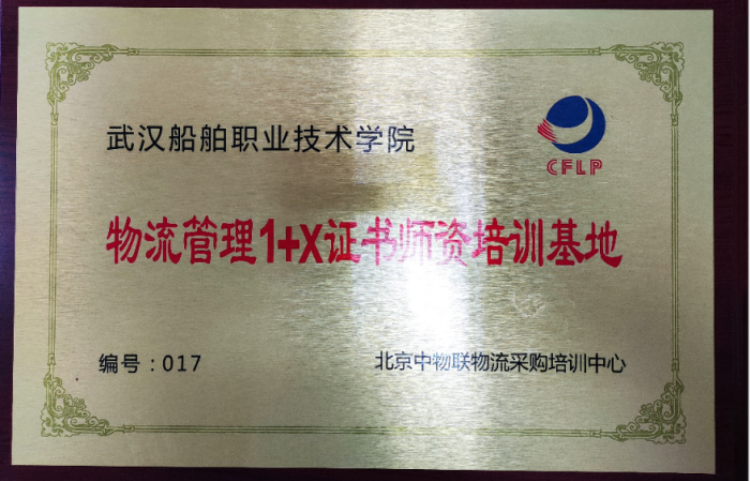 武汉船舶职业技术学院
CFLP
物流管理1+X证书师资培训基地
编号：017
北京中物联物流采购培训中心